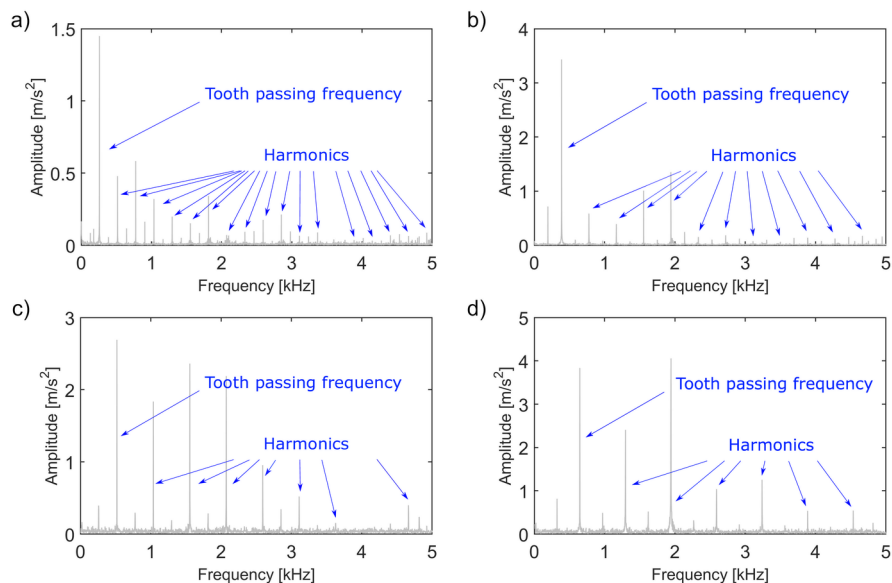 a)
1.5
1
0.5
0
Amplitude [m/s²]
Tooth passing frequency
Harmonics
0 1 2 3 4 5
Frequency [kHz]
b)
4
3
2
1
0
Amplitude [m/s²]
Tooth passing frequency
Harmonics
0 1 2 3 4 5
Frequency [kHz]
c)
3
2
1
0
Amplitude [m/s²]
Tooth passing frequency
Harmonics
0 1 2 3 4 5
Frequency [kHz]
d)
5
4
3
2
1
0
Amplitude [m/s²]
Tooth passing frequency
Harmonics
0 1 2 3 4 5
Frequency [kHz]